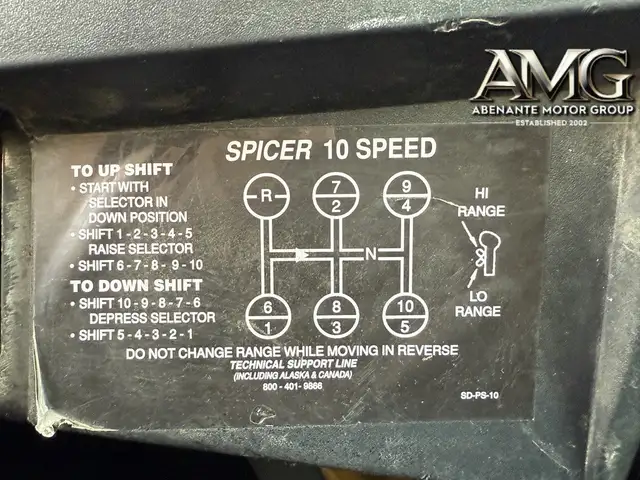 AMG
ABENANTE MOTOR GROUP
ESTABLISHED 2002
SPICER 10 SPEED
TO UP SHIFT
• START WITH
SELECTOR IN
DOWN POSITION
• SHIFT 1 - 2 - 3 - 4 - 5
RAISE SELECTOR
• SHIFT 6 - 7 - 8 - 9 - 10
TO DOWN SHIFT
• SHIFT 10 - 9 - 8 - 7 - 6
DEPRESS SELECTOR
• SHIFT 5 - 4 - 3 - 2 - 1
R
7
2
9
4
N
6
1
8
3
10
5
HI
RANGE
LO
RANGE
DO NOT CHANGE RANGE WHILE MOVING IN REVERSE
TECHNICAL SUPPORT LINE
(INCLUDING ALASKA & CANADA)
800 - 401- 9866
SD-PS-10